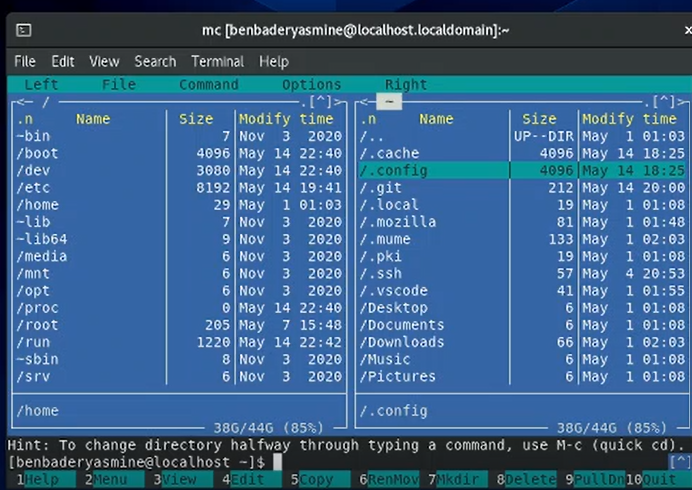 mc [benbaderyasmine@localhost.localdomain]:~
File Edit View Search Terminal Help
Left File Command Options Right
<─ / .[^]> <─ ~ .[^]>
.n Name Size Modify time .n Name Size Modify time
~bin 7 Nov 3 2020 /.. UP--DIR May 1 01:03
/boot 4096 May 14 22:40 /.cache 4096 May 14 18:25
/dev 3080 May 14 22:40 /.config 4096 May 14 18:25
/etc 8192 May 14 19:41 /.git 212 May 14 20:00
/home 29 May 1 01:03 /.local 19 May 1 01:08
~lib 7 Nov 3 2020 /.mozilla 81 May 1 01:48
~lib64 9 Nov 3 2020 /.mume 133 May 1 02:03
/media 6 Nov 3 2020 /.pki 19 May 1 01:08
/mnt 6 Nov 3 2020 /.ssh 57 May 4 20:53
/opt 6 Nov 3 2020 /.vscode 41 May 1 01:55
/proc 0 May 14 22:40 /Desktop 6 May 1 01:08
/root 205 May 7 15:48 /Documents 6 May 1 01:08
/run 1220 May 14 22:42 /Downloads 66 May 1 02:03
~sbin 8 Nov 3 2020 /Music 6 May 1 01:08
/srv 6 Nov 3 2020 /Pictures 6 May 1 01:08
/home /.config
38G/44G (85%) 38G/44G (85%)
Hint: To change directory halfway through typing a command, use M-c (quick cd)..
[benbaderyasmine@localhost ~]$ [^]
1Help 2Menu 3View 4Edit 5Copy 6RenMov 7Mkdir 8Delete 9PullDn 10Quit